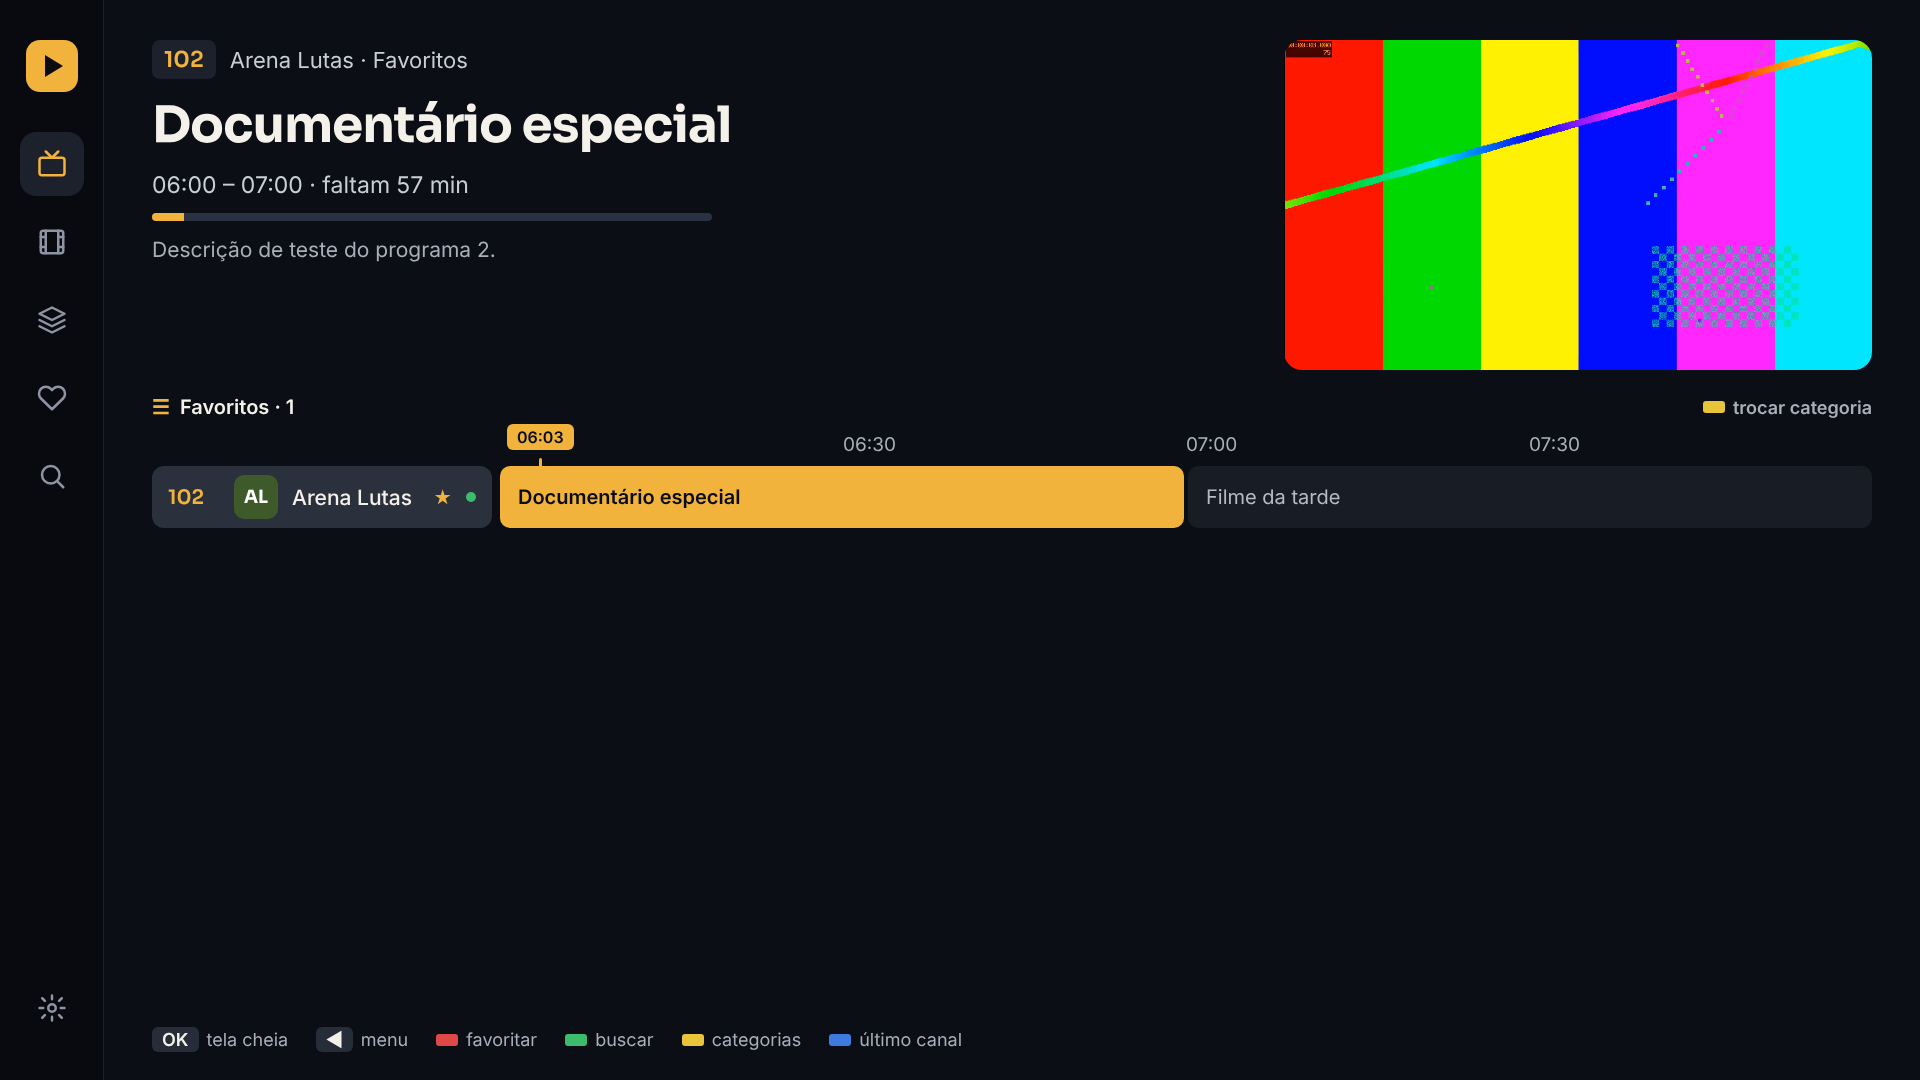 102 Arena Lutas · Favoritos
Documentário especial
06:00 – 07:00 · faltam 57 min
Descrição de teste do programa 2.
Favoritos · 1
trocar categoria
06:03 06:30 07:00 07:30
102 AL Arena Lutas ★ Documentário especial Filme da tarde
OK tela cheia ◀ menu favoritar buscar categorias último canal